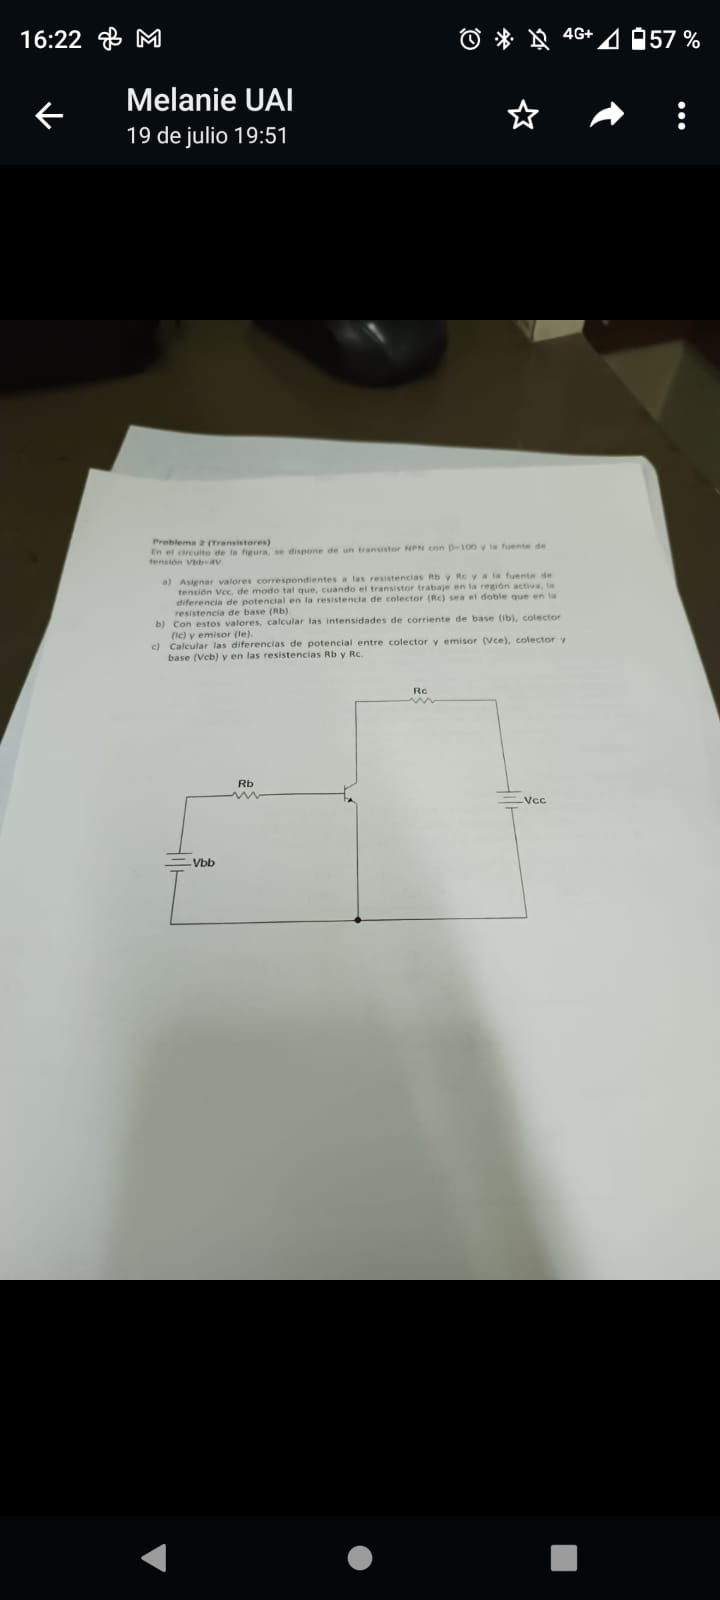 16:22
4G+
57 %
Melanie UAI
19 de julio 19:51
Problema 2 (Transistores)
En el circuito de la figura, se dispone de un transistor NPN con β=100 y la fuente de
tensión Vbb=4V.
a) Asignar valores correspondientes a las resistencias Rb y Rc y a la fuente de
tensión Vcc, de modo tal que, cuando el transistor trabaje en la región activa, la
diferencia de potencial en la resistencia de colector (Rc) sea el doble que en la
resistencia de base (Rb).
b) Con estos valores, calcular las intensidades de corriente de base (Ib), colector
(Ic) y emisor (Ie).
c) Calcular las diferencias de potencial entre colector y emisor (Vce), colector y
base (Vcb) y en las resistencias Rb y Rc.
Rc
Rb
Vcc
Vbb